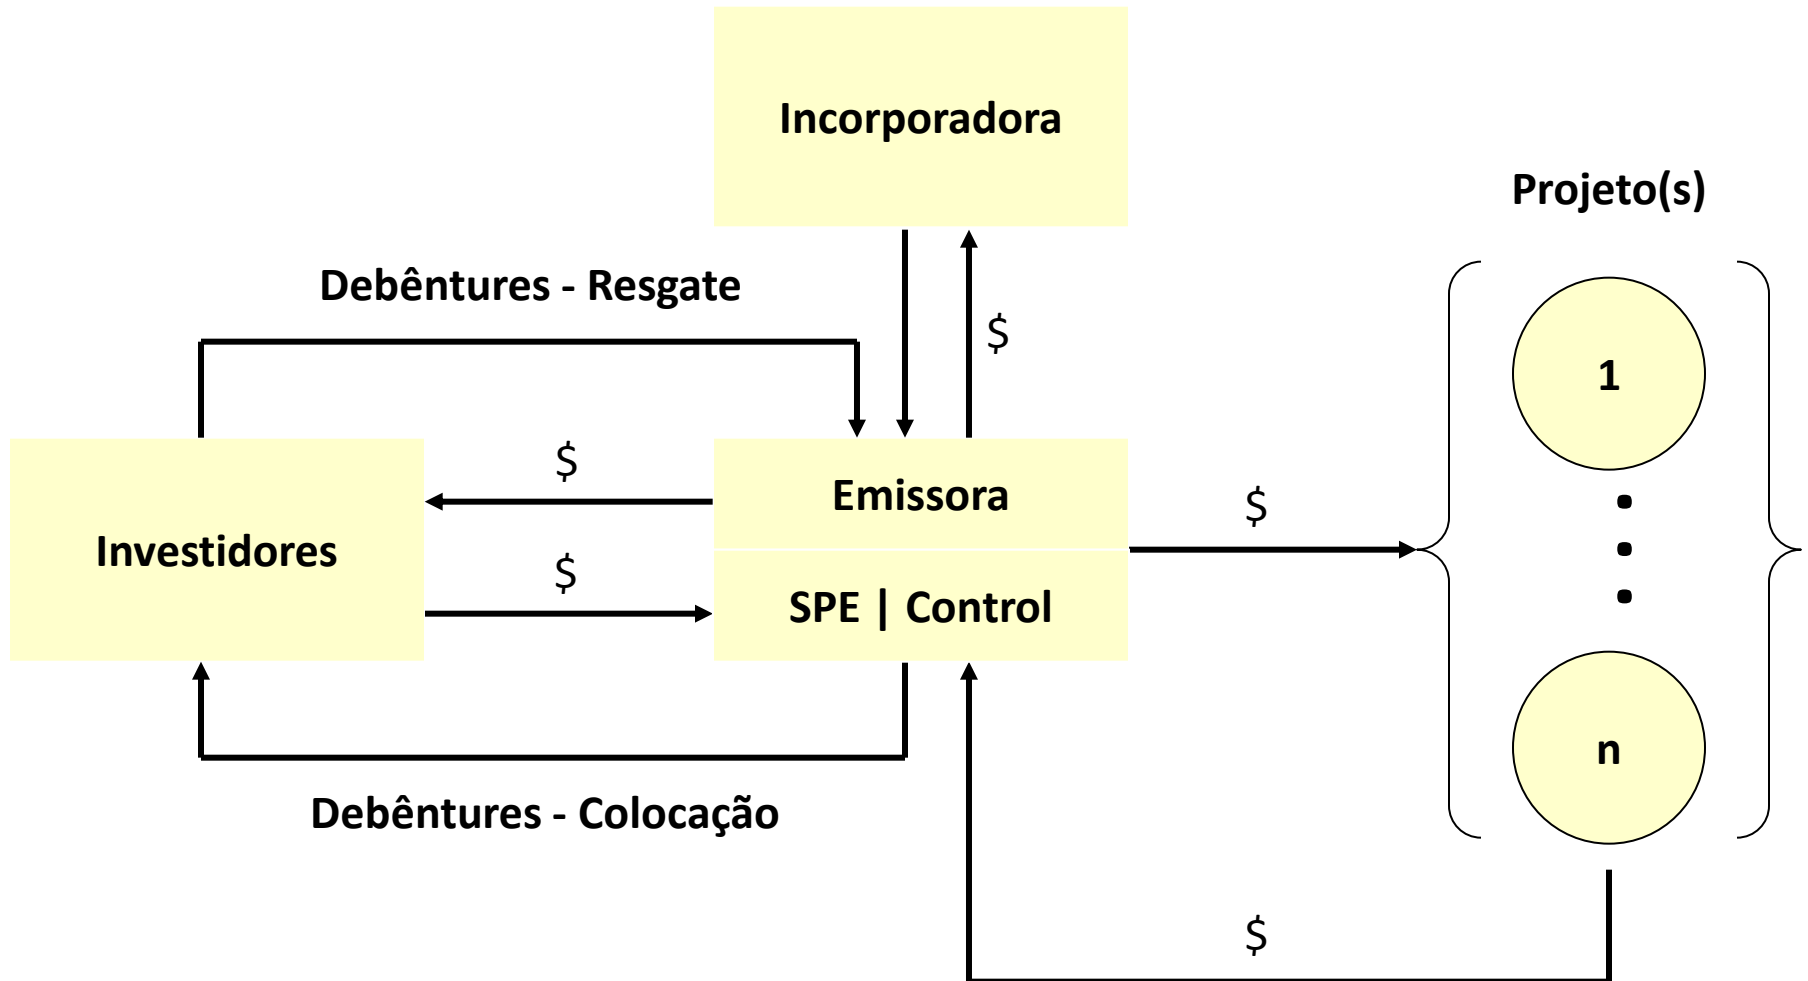 Incorporadora
Projeto(s)
Debêntures - Resgate
$
1
$
Emissora
$
Investidores
$
SPE | Control
n
Debêntures - Colocação
$